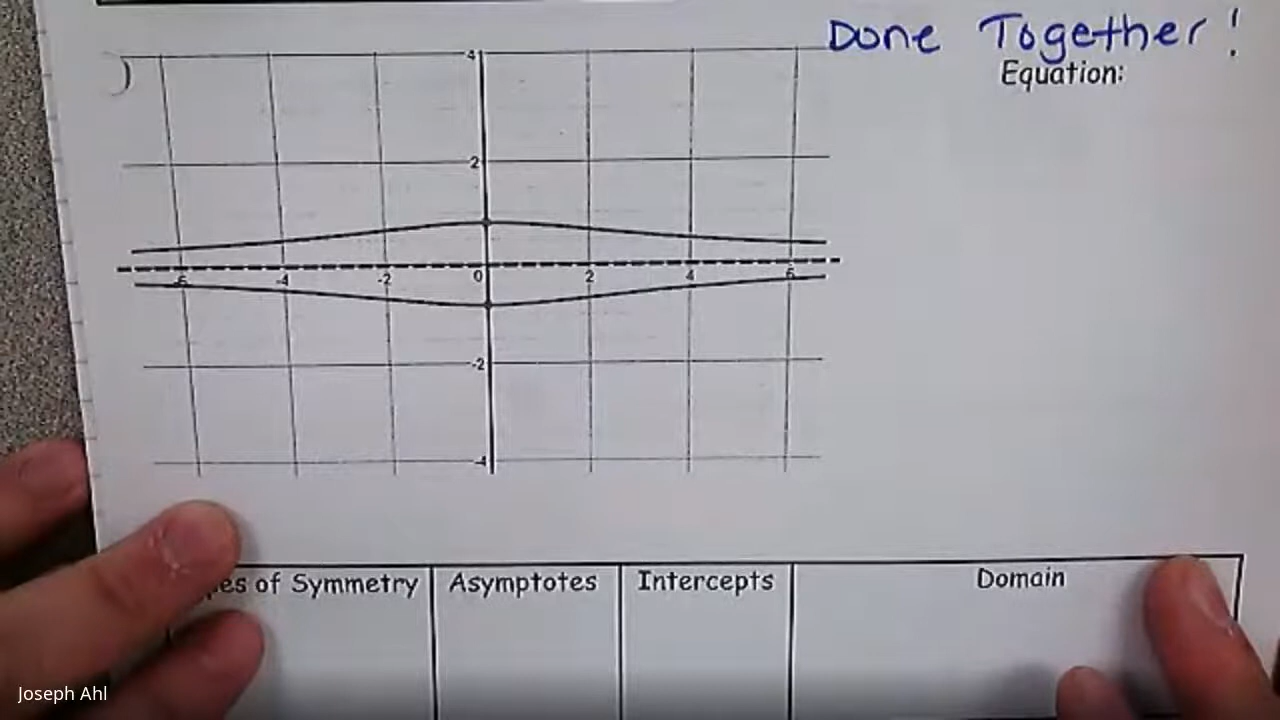 Done Together!
Equation:
)
4
2
-6 -4 -2 0 2 4 6
-2
-4
es of Symmetry Asymptotes Intercepts Domain
Joseph Ahl